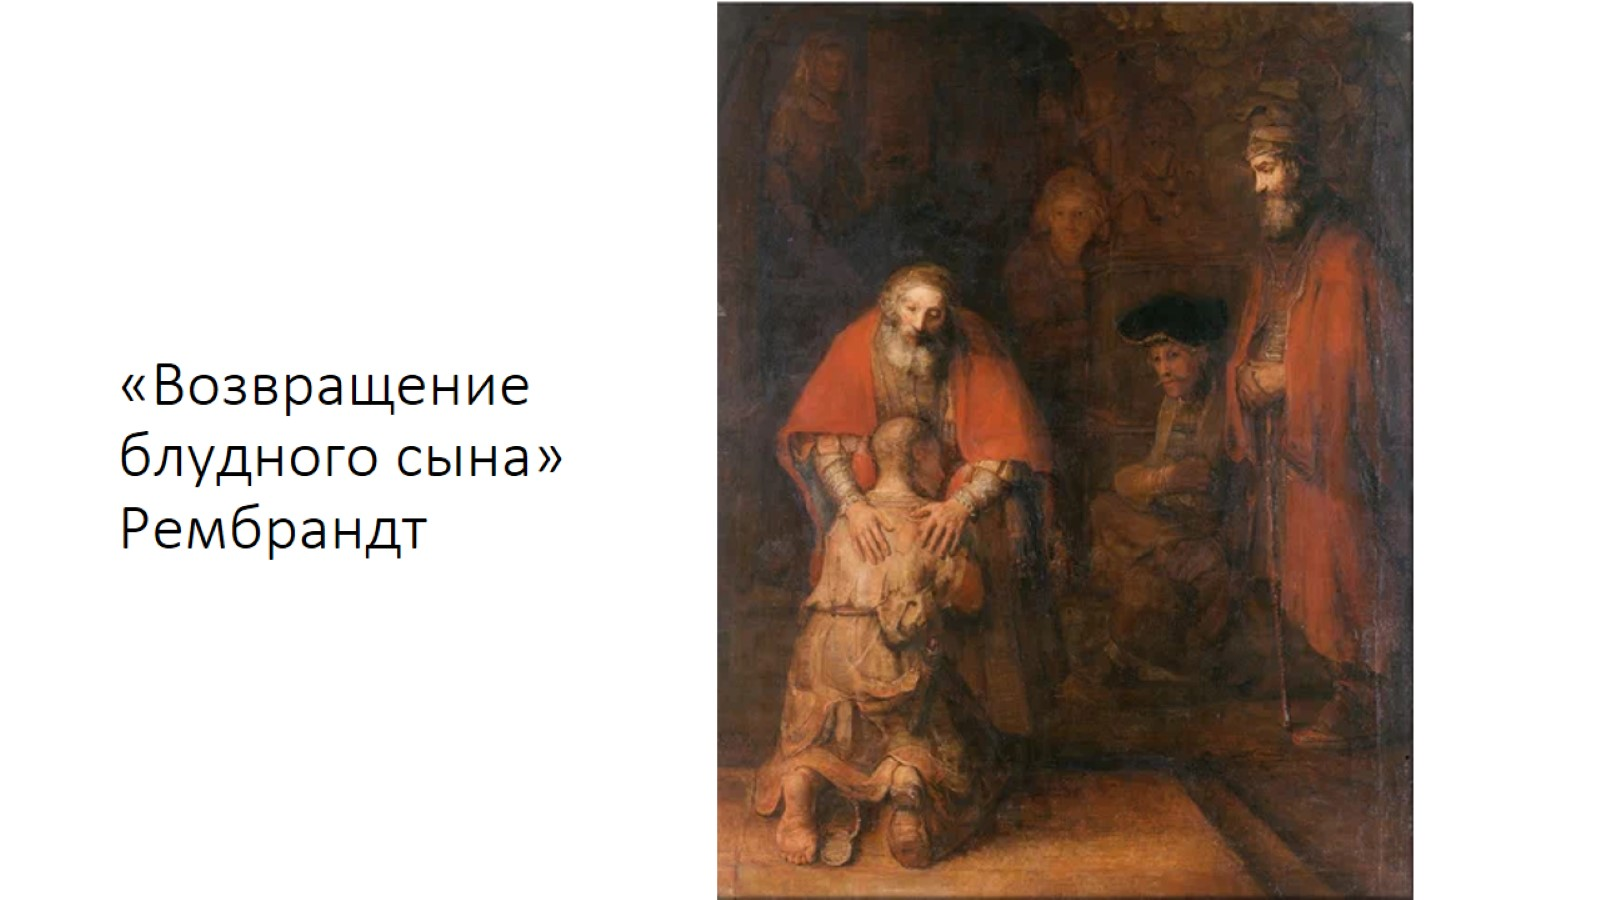 «Возвращение
блудного сына»
Рембрандт